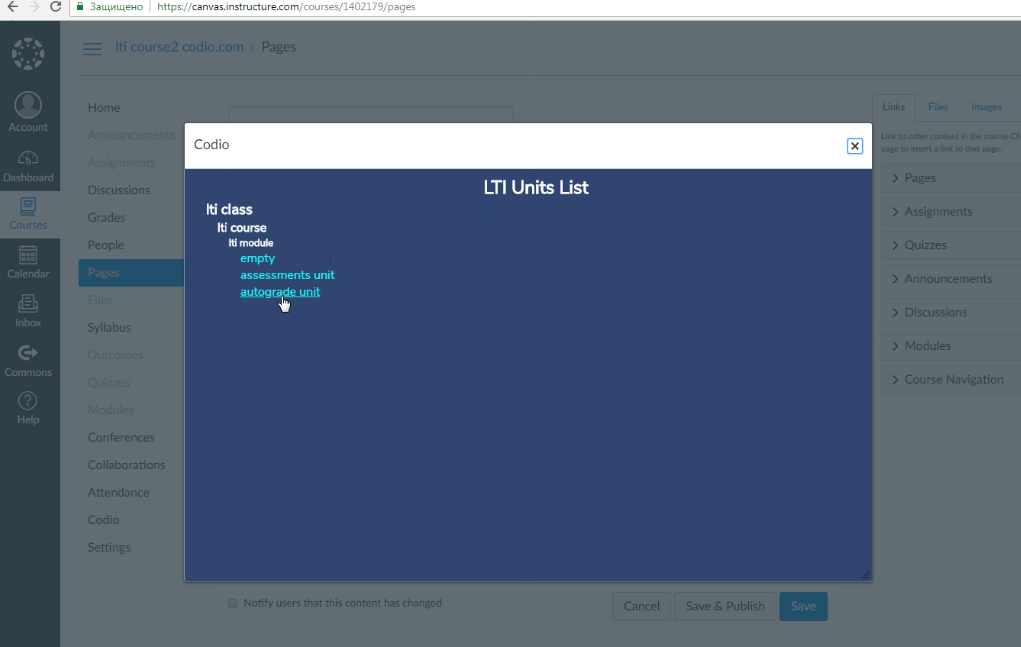 Защищено https://canvas.instructure.com/courses/1402179/pages
lti course2 codio.com > Pages
Account
Dashboard
Courses
Calendar
Inbox
Commons
Help
Home
Announcements
Assignments
Discussions
Grades
People
Pages
Files
Syllabus
Outcomes
Quizzes
Modules
Conferences
Collaborations
Attendance
Codio
Settings
Codio
LTI Units List
lti class
lti course
lti module
empty
assessments unit
autograde unit
Notify users that this content has changed
Cancel Save & Publish Save
Links Files Images
Link to other content in the course.Cli
page to insert a link to that page.
Pages
Assignments
Quizzes
Announcements
Discussions
Modules
Course Navigation